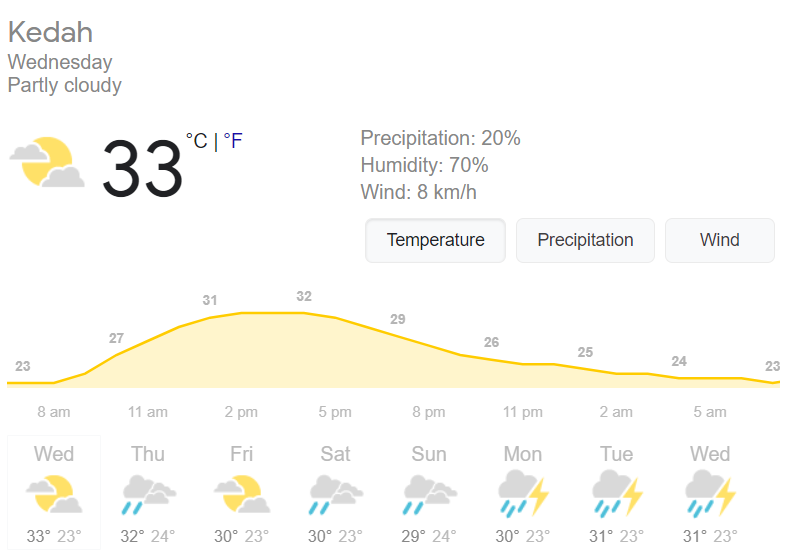 Kedah
Wednesday
Partly cloudy
33 °C | °F
Precipitation: 20%
Humidity: 70%
Wind: 8 km/h
Temperature Precipitation Wind
23 27 31 32 29 26 25 24 23
8 am 11 am 2 pm 5 pm 8 pm 11 pm 2 am 5 am
Wed Thu Fri Sat Sun Mon Tue Wed
33° 23° 32° 24° 30° 23° 30° 23° 29° 24° 30° 23° 31° 23° 31° 23°